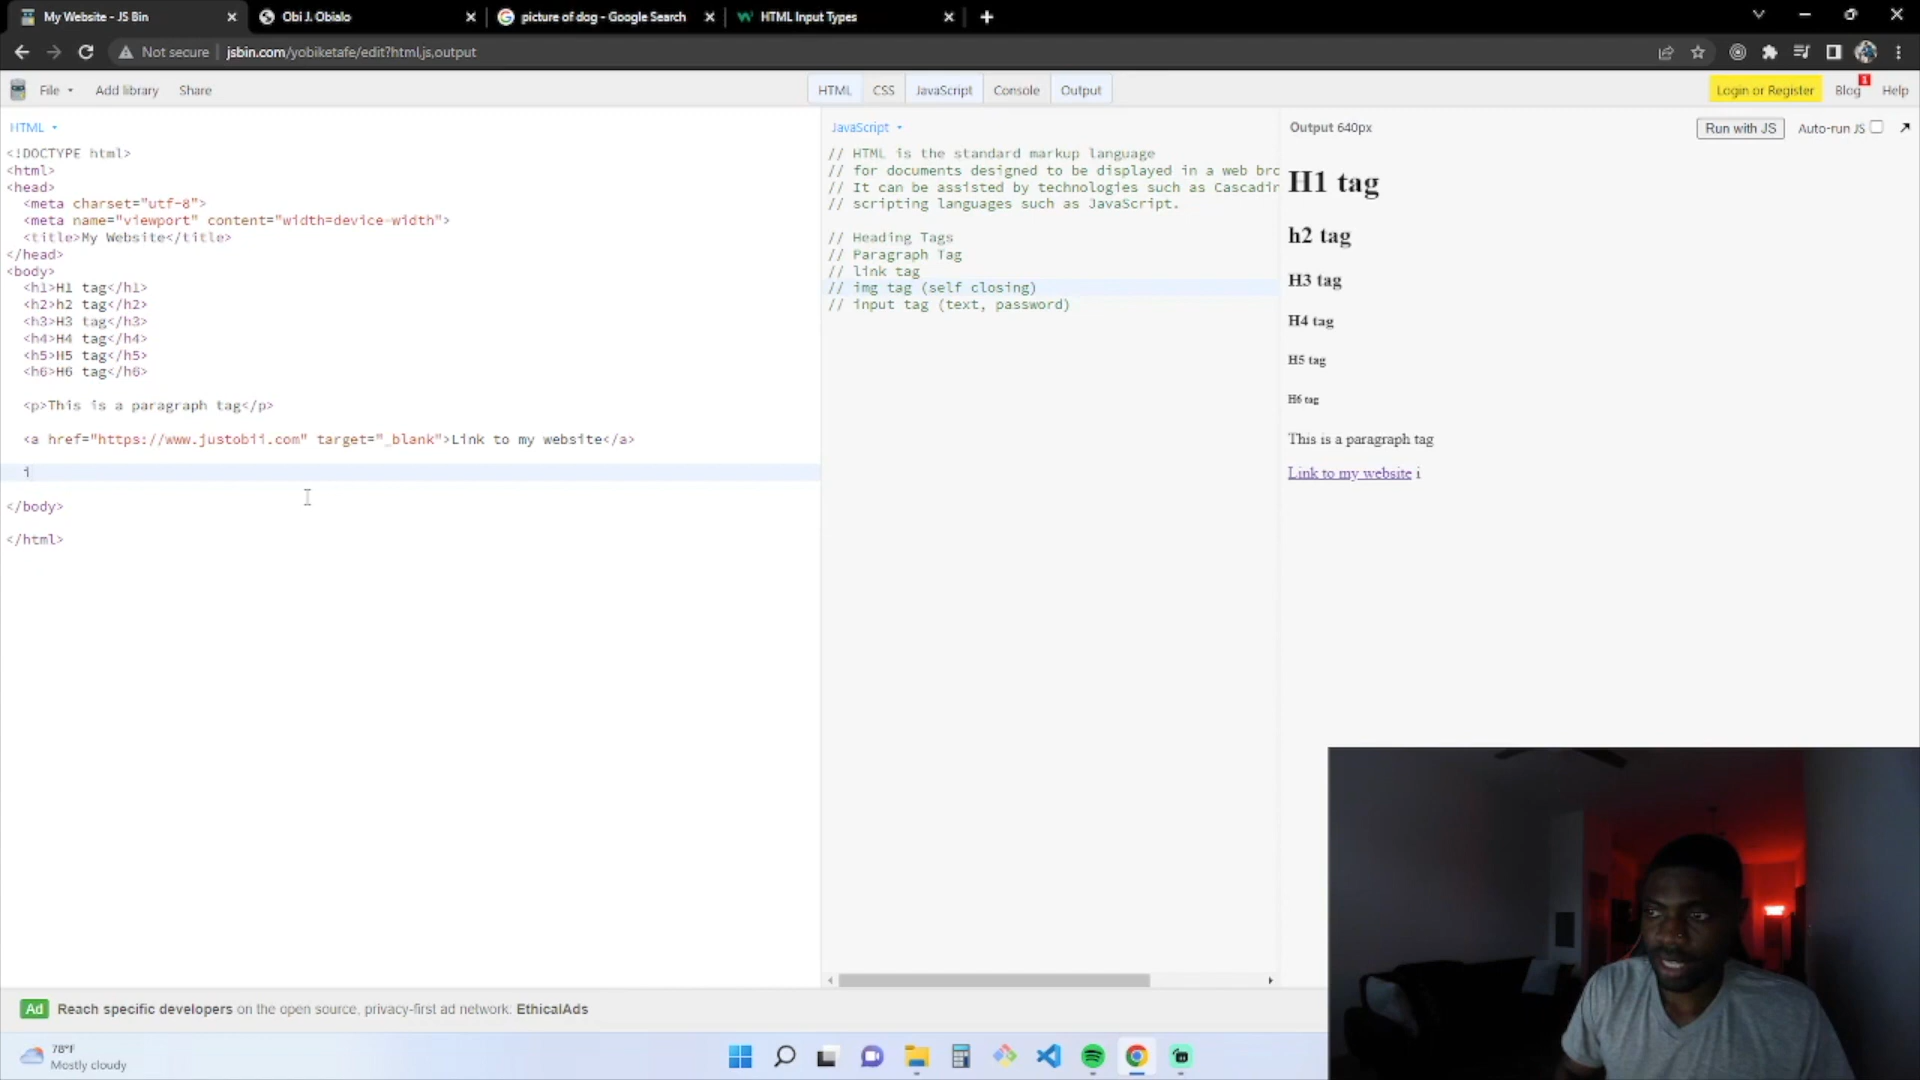 My Website - JS Bin
Obi J. Obialo
picture of dog - Google Search
HTML Input Types
Not secure
jsbin.com/yobiketafe/edit?html,js,output
File
Add library
Share
HTML
CSS
JavaScript
Console
Output
Login or Register
Blog
1
Help
HTML
<!DOCTYPE html>
<html>
<head>
<meta charset="utf-8">
<meta name="viewport" content="width=device-width">
<title>My Website</title>
</head>
<body>
<h1>H1 tag</h1>
<h2>h2 tag</h2>
<h3>H3 tag</h3>
<h4>H4 tag</h4>
<h5>H5 tag</h5>
<h6>H6 tag</h6>
<p>This is a paragraph tag</p>
<a href="https://www.justobii.com" target="_blank">Link to my website</a>
i
</body>
</html>
JavaScript
// HTML is the standard markup language
// for documents designed to be displayed in a web bro
// It can be assisted by technologies such as Cascadin
// scripting languages such as JavaScript.
// Heading Tags
// Paragraph Tag
// link tag
// img tag (self closing)
// input tag (text, password)
Output 640px
Run with JS
Auto-run JS
H1 tag
h2 tag
H3 tag
H4 tag
H5 tag
H6 tag
This is a paragraph tag
Link to my website i
Ad
Reach specific developers on the open source, privacy-first ad network: EthicalAds
78°F
Mostly cloudy